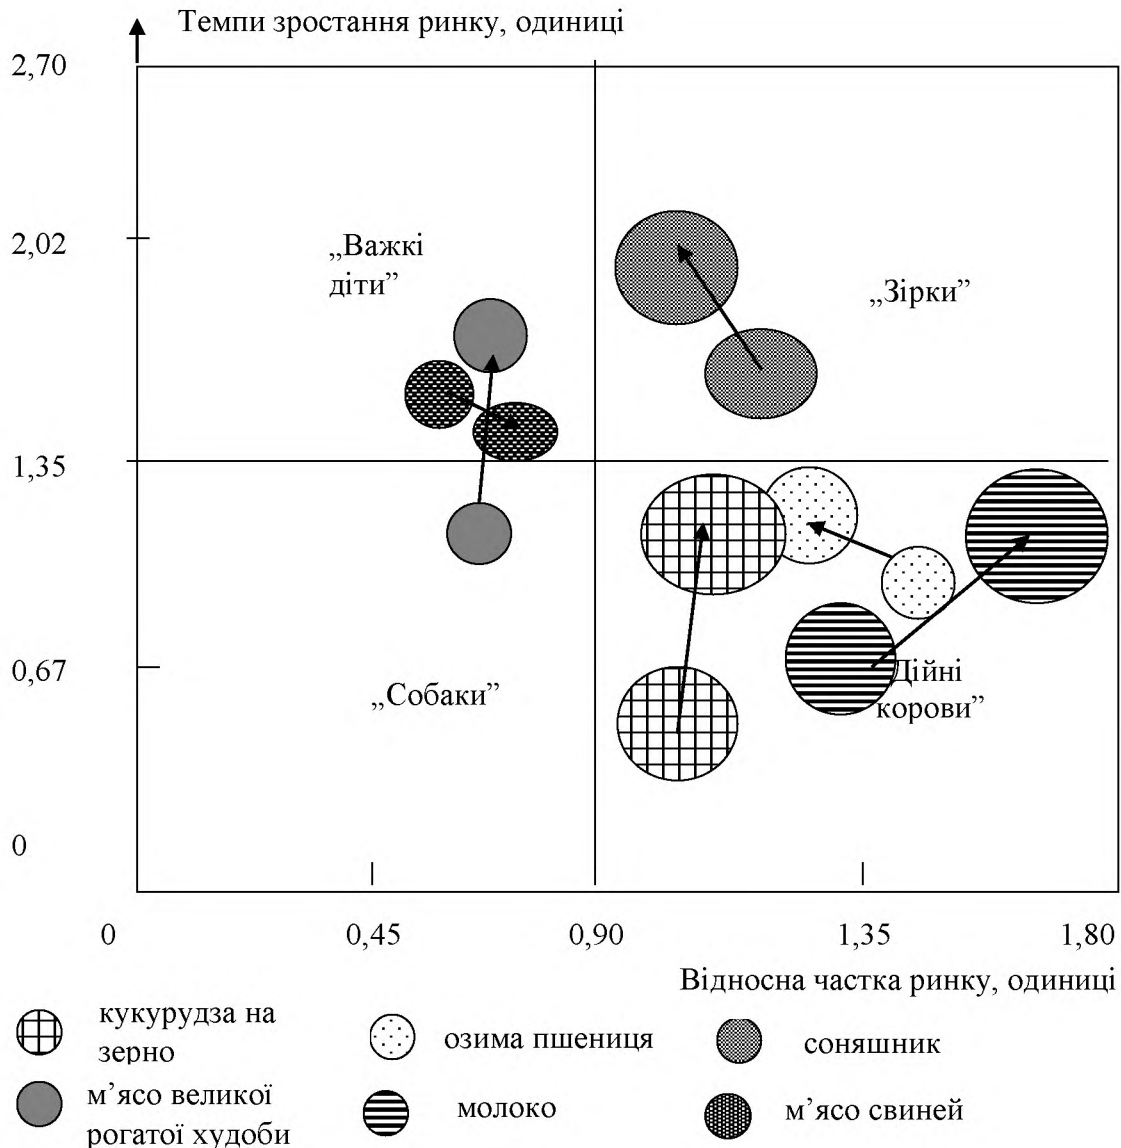 Темпи зростання ринку, одиниці
2,70
2,02
„Важкі
діти”
„Зірки”
1,35
0,67
„Собаки”
Дійні
корови”
0
0
0,45
0,90
1,35
1,80
Відносна частка ринку, одиниці
кукурудза на
зерно
озима пшениця
соняшник
м’ясо великої
рогатої худоби
молоко
м’ясо свиней